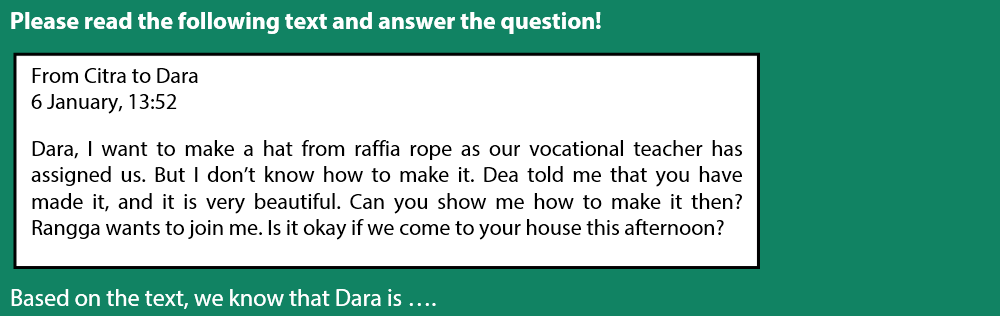 Please read the following text and answer the question!
From Citra to Dara
6 January, 13:52
Dara, I want to make a hat from raffia rope as our vocational teacher has
assigned us. But I don’t know how to make it. Dea told me that you have
made it, and it is very beautiful. Can you show me how to make it then?
Rangga wants to join me. Is it okay if we come to your house this afternoon?
Based on the text, we know that Dara is ….